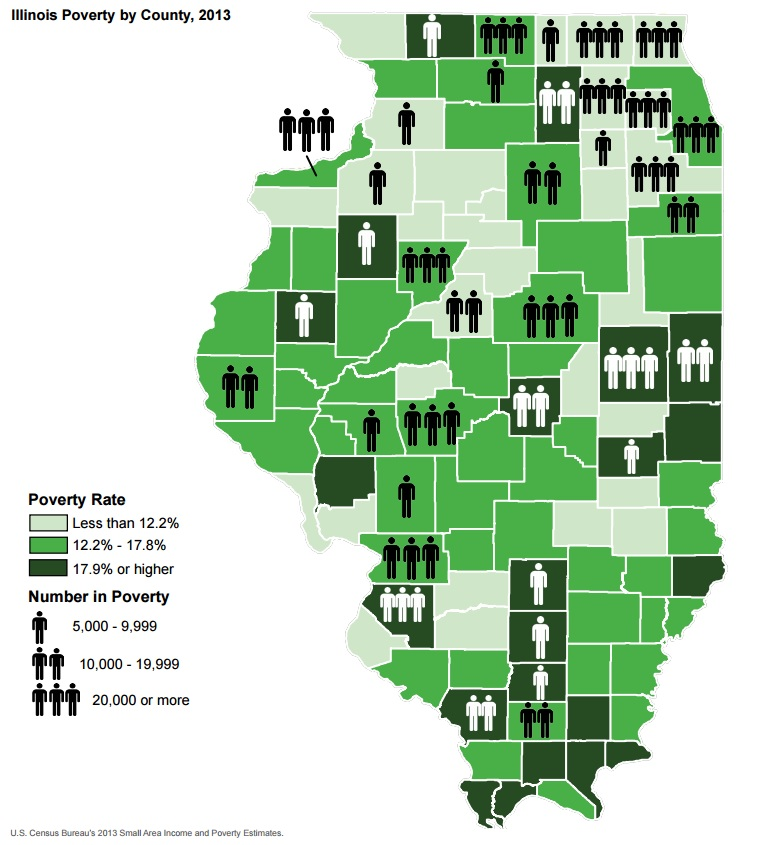 Illinois Poverty by County, 2013
Poverty Rate
Less than 12.2%
12.2% - 17.8%
17.9% or higher
Number in Poverty
5,000 - 9,999
10,000 - 19,999
20,000 or more
U.S. Census Bureau's 2013 Small Area Income and Poverty Estimates.